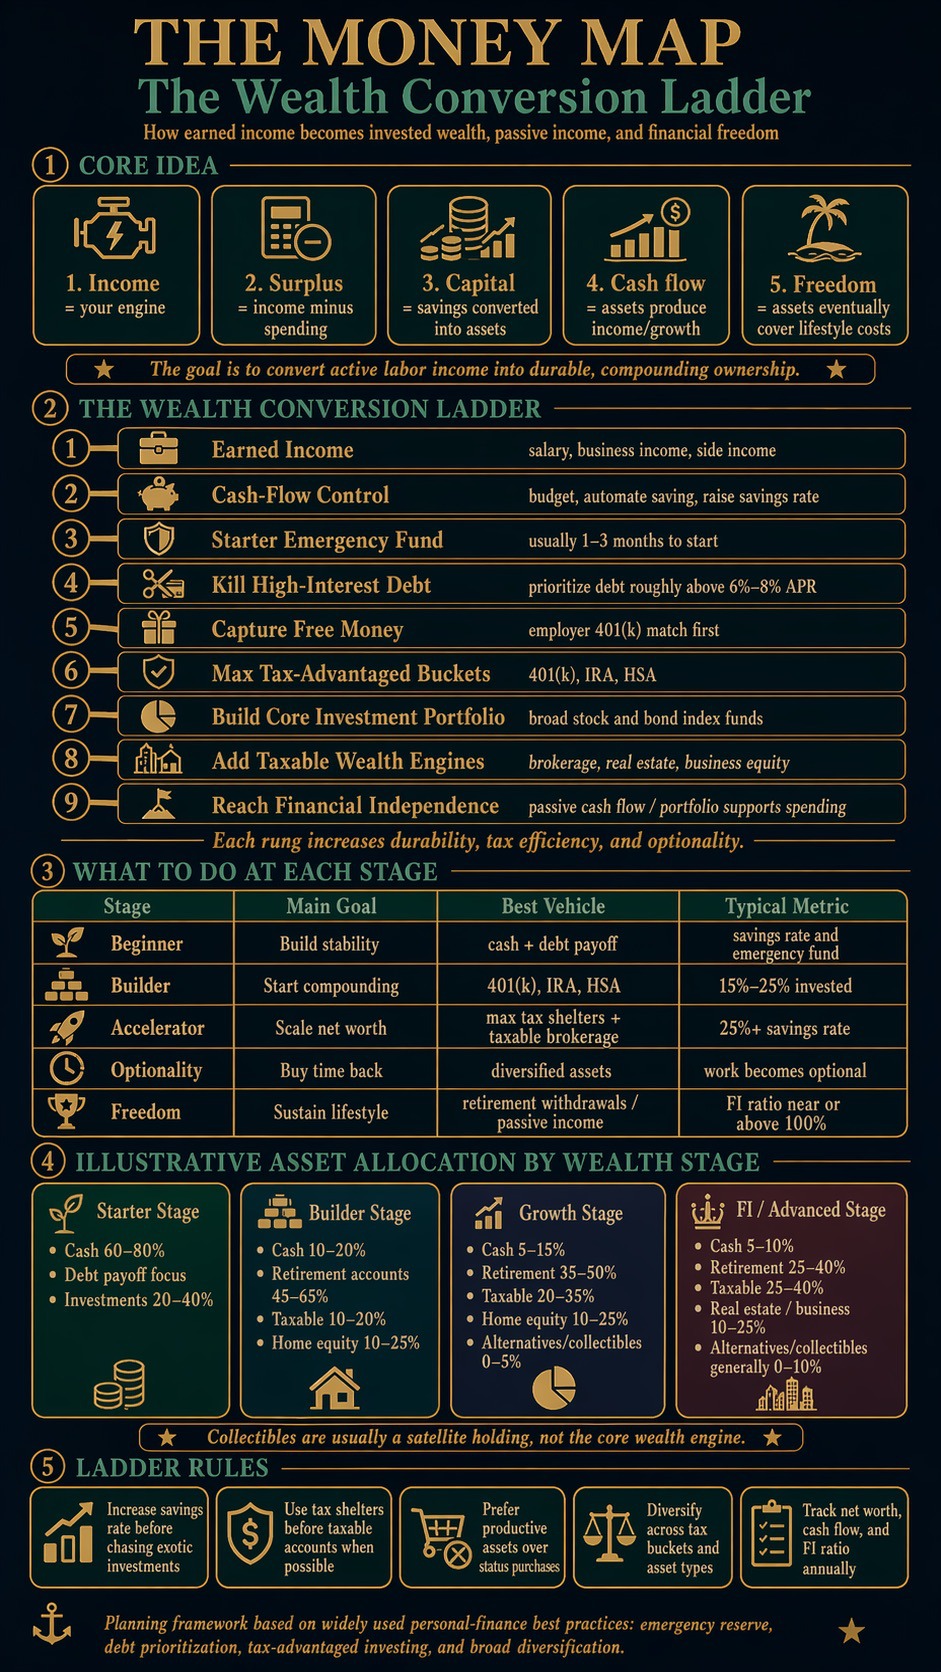 THE MONEY MAP
The Wealth Conversion Ladder
How earned income becomes invested wealth, passive income, and financial freedom
1 CORE IDEA
$
1. Income
= your engine
2. Surplus
= income minus
spending
3. Capital
= savings converted
into assets
4. Cash flow
= assets produce
income/growth
5. Freedom
= assets eventually
cover lifestyle costs
The goal is to convert active labor income into durable, compounding ownership.
2 THE WEALTH CONVERSION LADDER
1 Earned Income salary, business income, side income
2 Cash-Flow Control budget, automate saving, raise savings rate
3 Starter Emergency Fund usually 1–3 months to start
4 Kill High-Interest Debt prioritize debt roughly above 6%–8% APR
5 Capture Free Money employer 401(k) match first
6 Max Tax-Advantaged Buckets 401(k), IRA, HSA
7 Build Core Investment Portfolio broad stock and bond index funds
8 Add Taxable Wealth Engines brokerage, real estate, business equity
9 Reach Financial Independence passive cash flow / portfolio supports spending
Each rung increases durability, tax efficiency, and optionality.
3 WHAT TO DO AT EACH STAGE
Stage Main Goal Best Vehicle Typical Metric
Beginner Build stability cash + debt payoff savings rate and
emergency fund
Builder Start compounding 401(k), IRA, HSA 15%–25% invested
Accelerator Scale net worth max tax shelters +
taxable brokerage 25%+ savings rate
Optionality Buy time back diversified assets work becomes optional
Freedom Sustain lifestyle retirement withdrawals /
passive income FI ratio near or
above 100%
4 ILLUSTRATIVE ASSET ALLOCATION BY WEALTH STAGE
Starter Stage
• Cash 60–80%
• Debt payoff focus
• Investments 20–40%
Builder Stage
• Cash 10–20%
• Retirement accounts
45–65%
• Taxable 10–20%
• Home equity 10–25%
Growth Stage
• Cash 5–15%
• Retirement 35–50%
• Taxable 20–35%
• Home equity 10–25%
• Alternatives/collectibles
0–5%
FI / Advanced Stage
• Cash 5–10%
• Retirement 25–40%
• Taxable 25–40%
• Real estate / business
10–25%
• Alternatives/collectibles
generally 0–10%
Collectibles are usually a satellite holding, not the core wealth engine.
5 LADDER RULES
Increase savings
rate before
chasing exotic
investments
$
Use tax shelters
before taxable
accounts when
possible
Prefer
productive
assets over
status purchases
Diversify
across tax
buckets and
asset types
Track net worth,
cash flow, and
FI ratio
annually
Planning framework based on widely used personal-finance best practices: emergency reserve,
debt prioritization, tax-advantaged investing, and broad diversification.